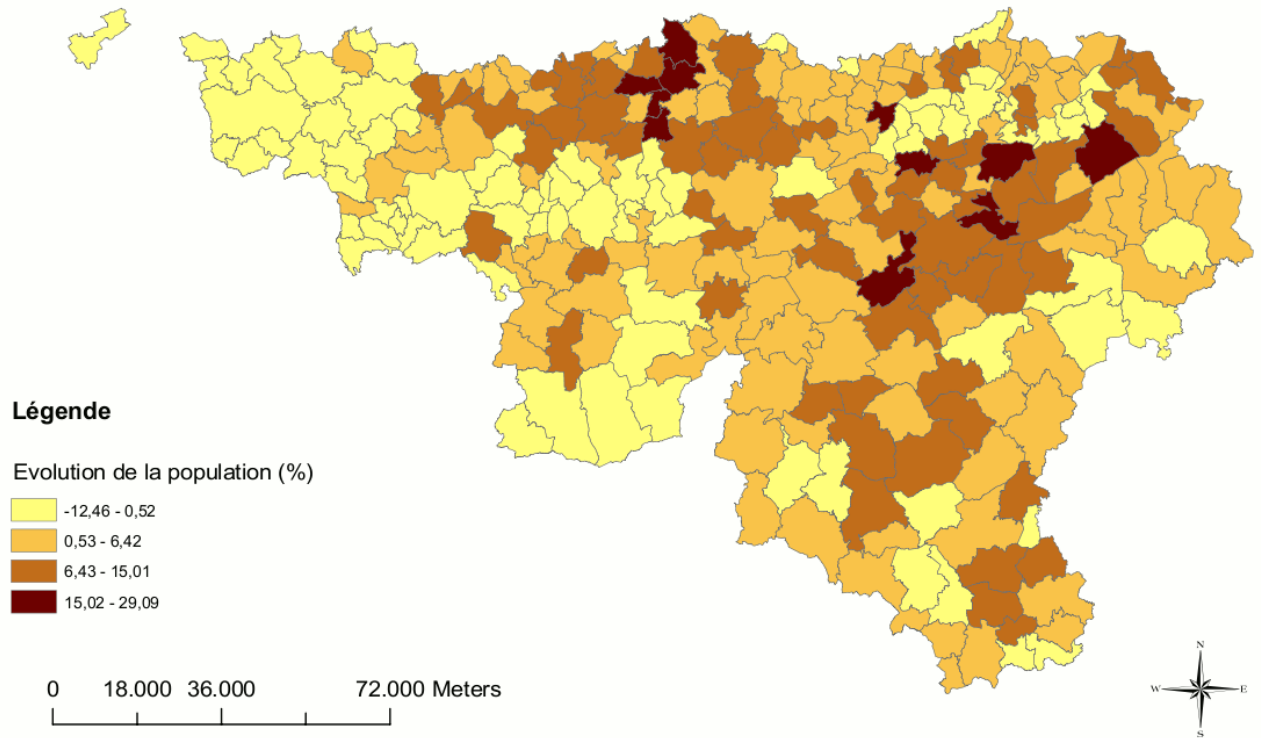 Légende
Evolution de la population (%)
-12,46 - 0,52
0,53 - 6,42
6,43 - 15,01
15,02 - 29,09
0 18.000 36.000 72.000 Meters
N
W E
S